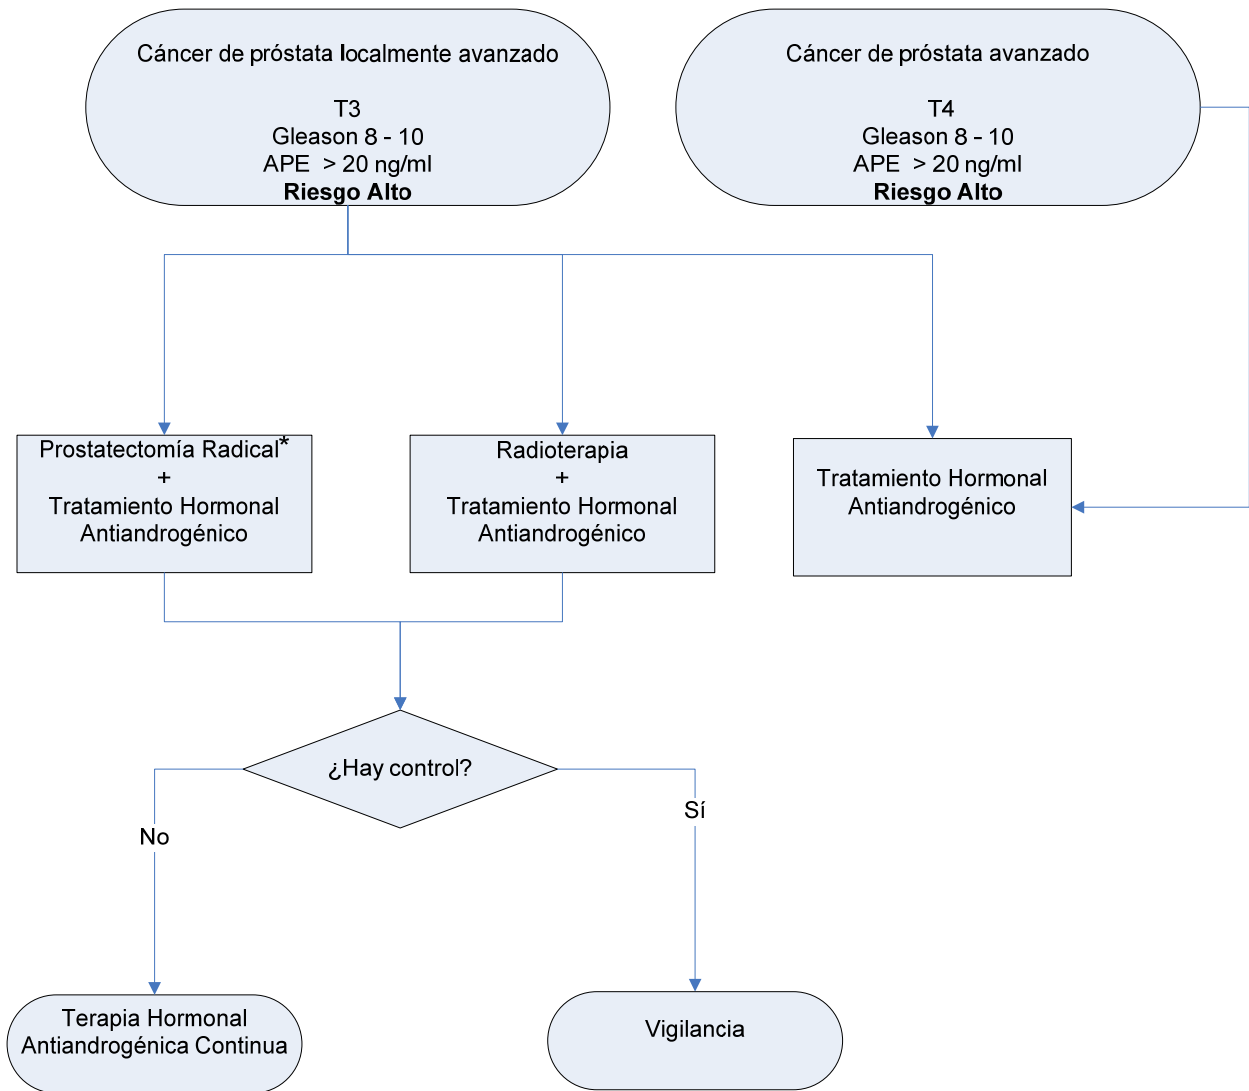 Cáncer de próstata localmente avanzado
T3
Gleason 8 - 10
APE > 20 ng/ml
Riesgo Alto
Cáncer de próstata avanzado
T4
Gleason 8 - 10
APE > 20 ng/ml
Riesgo Alto
Prostatectomía Radical*
+
Tratamiento Hormonal
Antiandrogénico
Radioterapia
+
Tratamiento Hormonal
Antiandrogénico
Tratamiento Hormonal
Antiandrogénico
¿Hay control?
No
Sí
Terapia Hormonal
Antiandrogénica Continua
Vigilancia